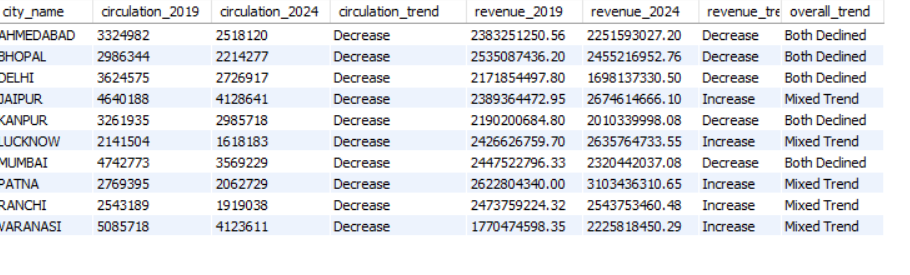 city_name circulation_2019 circulation_2024 circulation_trend revenue_2019 revenue_2024 revenue_tre overall_trend
AHMEDABAD 3324982 2518120 Decrease 2383251250.56 2251593027.20 Decrease Both Declined
BHOPAL 2986344 2214277 Decrease 2535087436.20 2455216952.76 Decrease Both Declined
DELHI 3624575 2726917 Decrease 2171854497.80 1698137330.50 Decrease Both Declined
JAIPUR 4640188 4128641 Decrease 2389364472.95 2674614666.10 Increase Mixed Trend
KANPUR 3261935 2985718 Decrease 2190200684.80 2010339998.08 Decrease Both Declined
LUCKNOW 2141504 1618183 Decrease 2426626759.70 2635764733.55 Increase Mixed Trend
MUMBAI 4742773 3569229 Decrease 2447522796.33 2320442037.08 Decrease Both Declined
PATNA 2769395 2062729 Decrease 2622804340.00 3103436310.65 Increase Mixed Trend
RANCHI 2543189 1919038 Decrease 2473759224.32 2543753460.48 Increase Mixed Trend
VARANASI 5085718 4123611 Decrease 1770474598.35 2225818450.29 Increase Mixed Trend